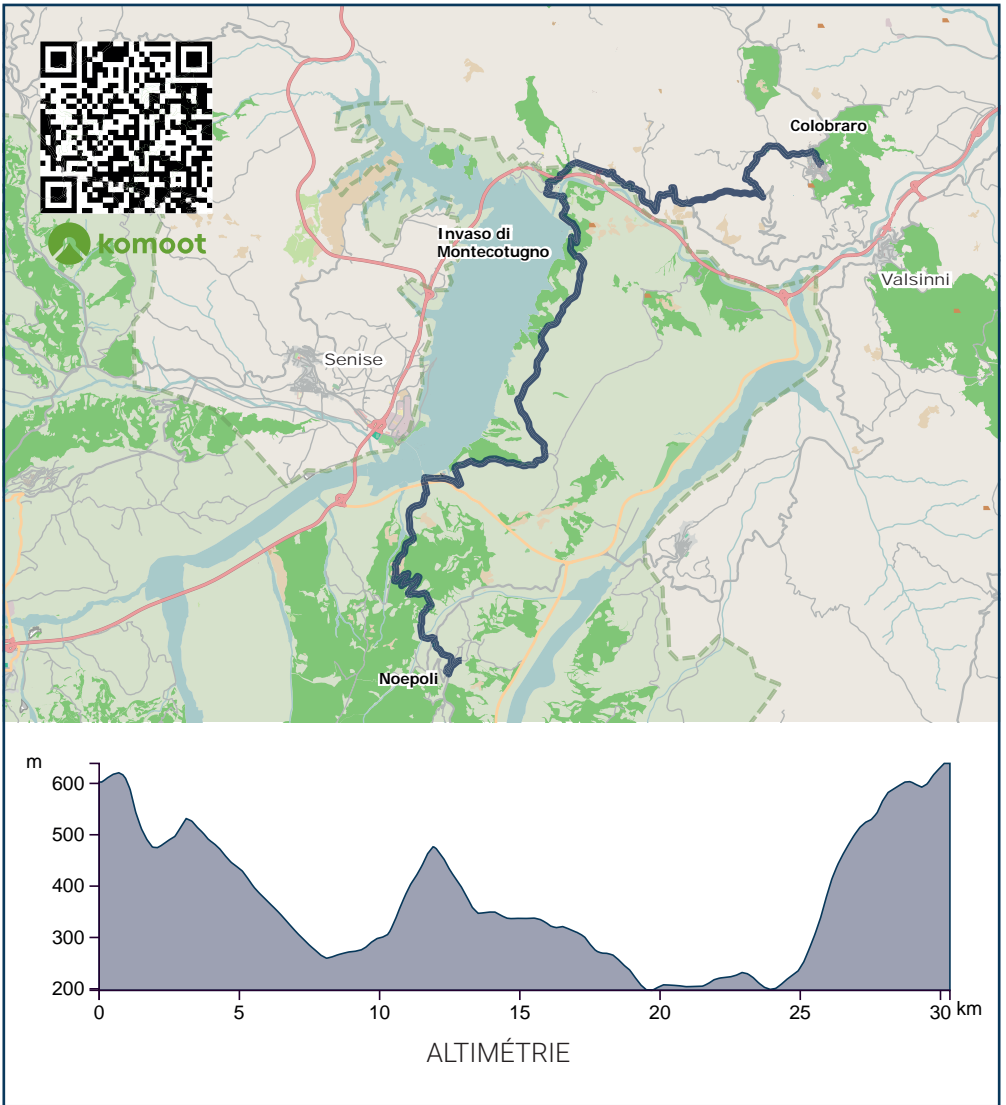 komoot
Colobraro
Invaso di
Montecotugno
Valsinni
Senise
Noepoli
m
600
500
400
300
200
0
5
10
15
20
25
30 km
ALTIMÉTRIE